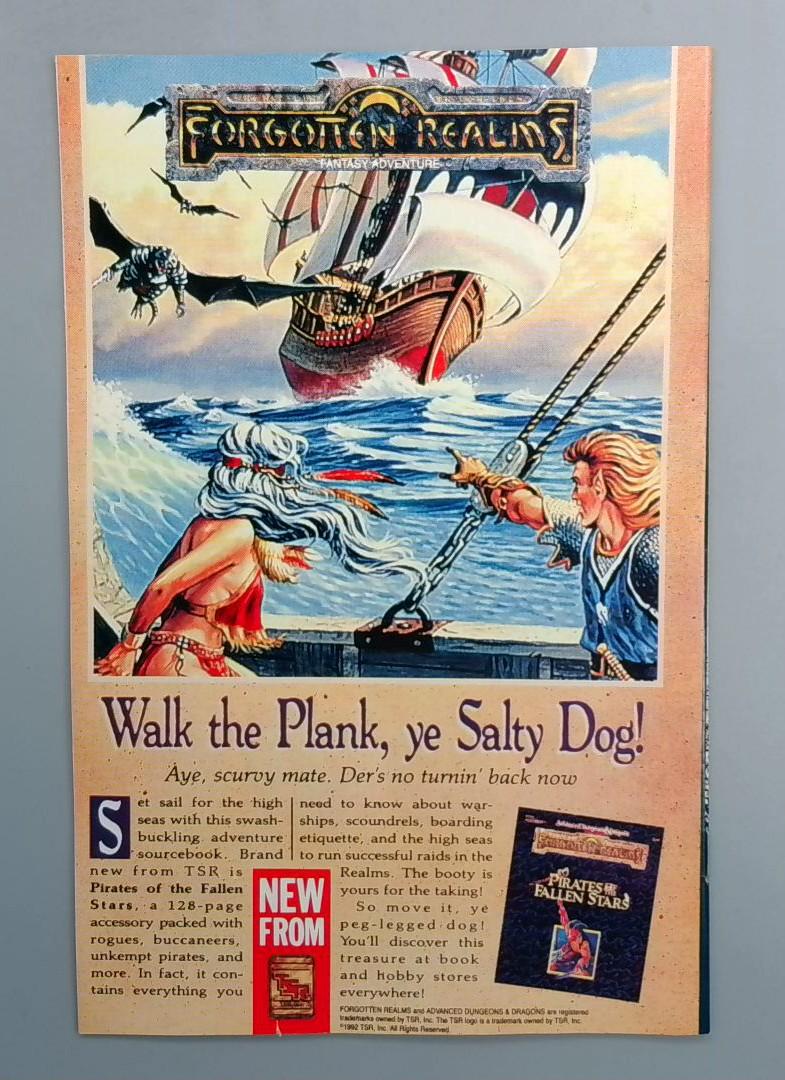 FORGOTTEN REALMS®
FANTASY ADVENTURE
Walk the Plank, ye Salty Dog!
Aye, scurvy mate. Der's no turnin' back now
Set sail for the high
seas with this swash-
buckling adventure
sourcebook. Brand
new from TSR is
Pirates of the Fallen
Stars, a 128-page
accessory packed with
rogues, buccaneers,
unkempt pirates, and
more. In fact, it con-
tains everything you
need to know about war-
ships, scoundrels, boarding
etiquette, and the high seas
to run successful raids in the
Realms. The booty is
yours for the taking!
So move it, ye
peg-legged dog!
You'll discover this
treasure at book
and hobby stores
everywhere!
NEW
FROM
TSR
Advanced Dungeons & Dragons
FORGOTTEN REALMS
PIRATES OF THE
FALLEN STARS
FORGOTTEN REALMS and ADVANCED DUNGEONS & DRAGONS are registered
trademarks owned by TSR, Inc. The TSR logo is a trademark owned by TSR, Inc.
©1992 TSR, Inc. All Rights Reserved.